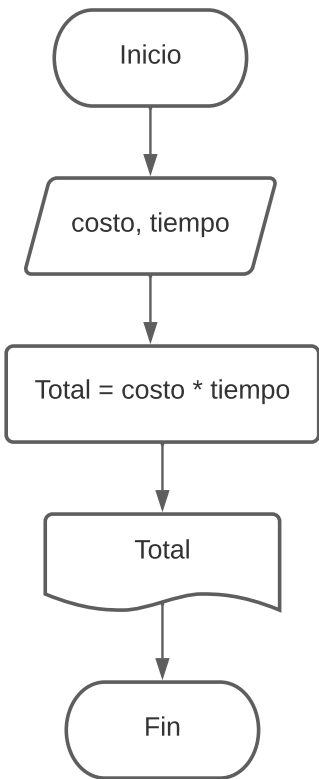 Inicio
costo, tiempo
Total = costo * tiempo
Total
Fin